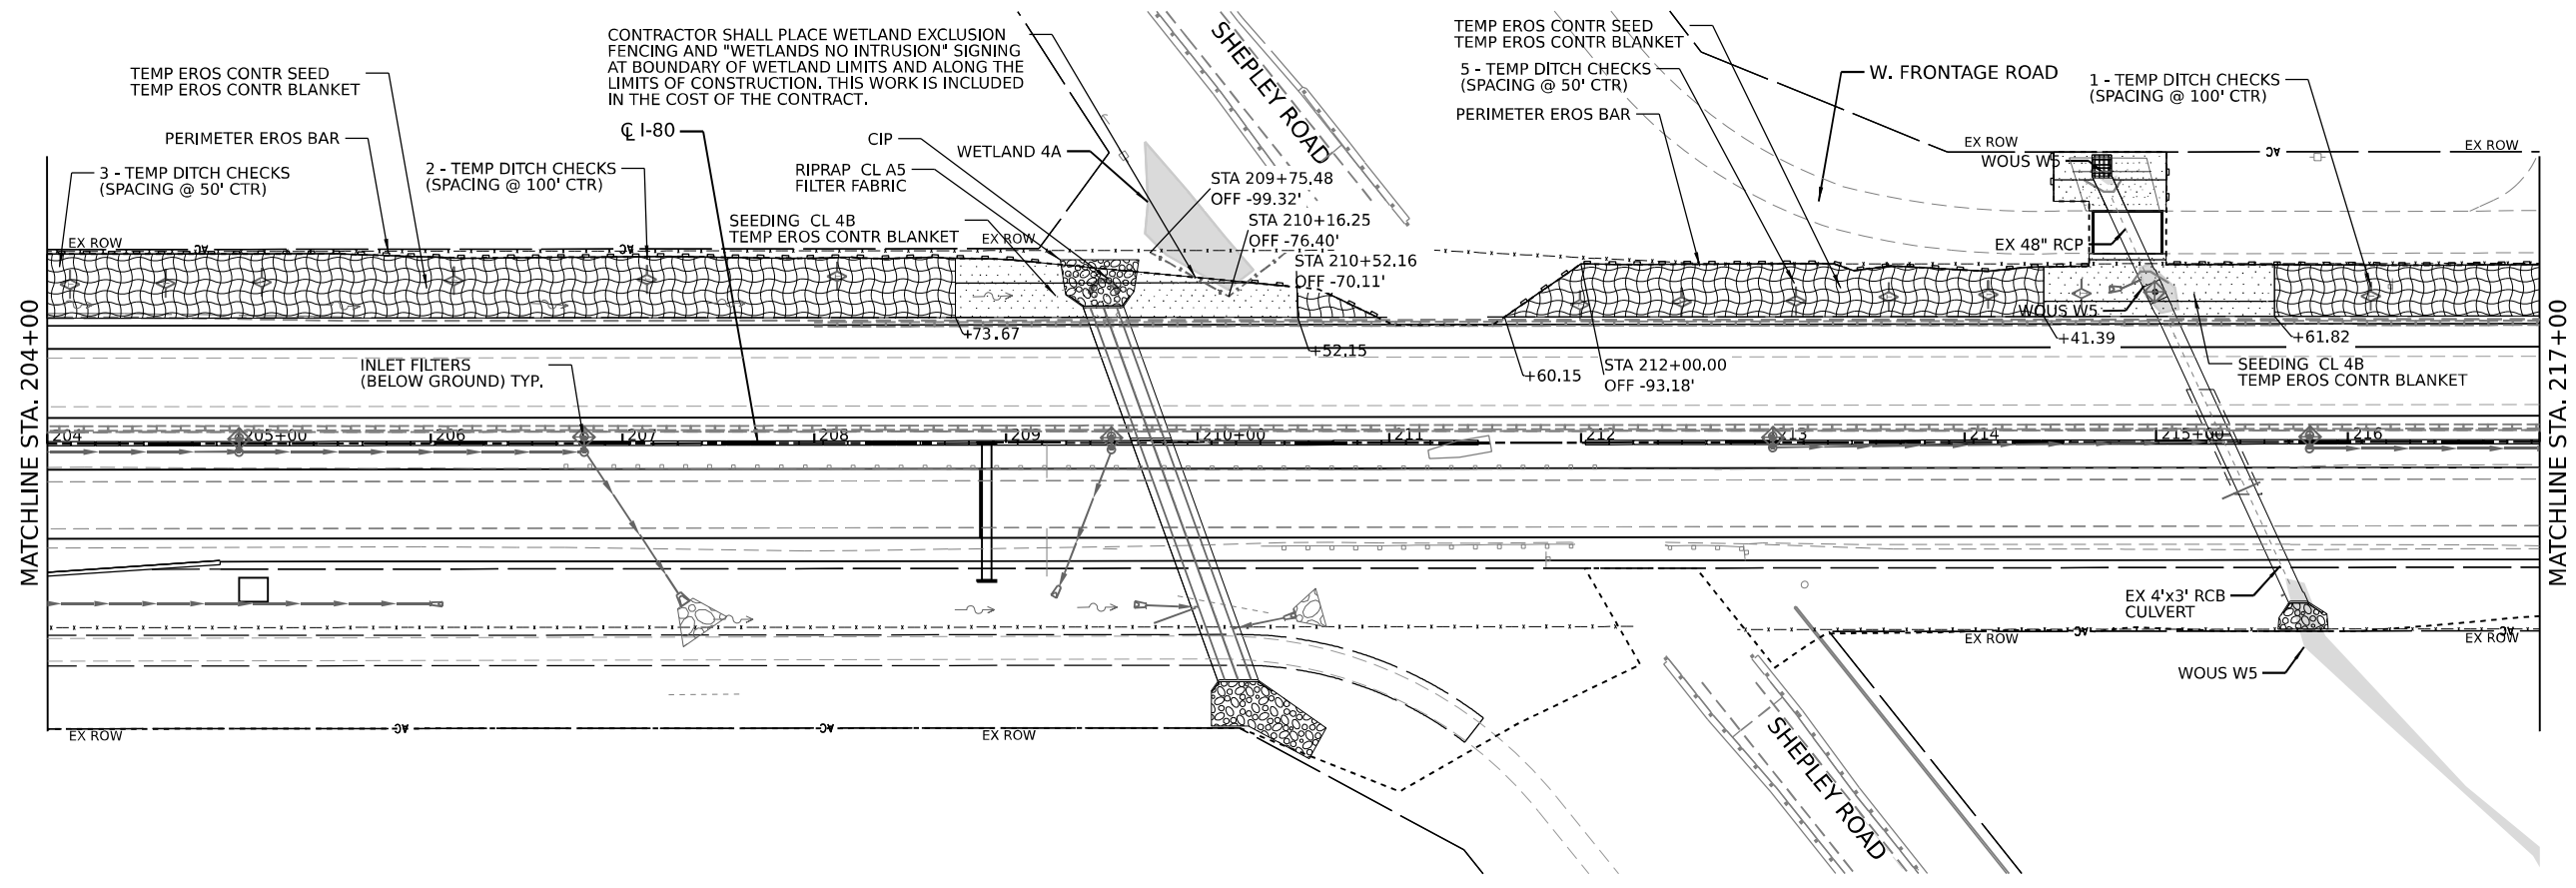 TEMP EROS CONTR SEED
TEMP EROS CONTR BLANKET
PERIMETER EROS BAR
3 - TEMP DITCH CHECKS
(SPACING @ 50' CTR)
CONTRACTOR SHALL PLACE WETLAND EXCLUSION
FENCING AND "WETLANDS NO INTRUSION" SIGNING
AT BOUNDARY OF WETLAND LIMITS AND ALONG THE
LIMITS OF CONSTRUCTION. THIS WORK IS INCLUDED
IN THE COST OF THE CONTRACT.
℄ I-80
2 - TEMP DITCH CHECKS
(SPACING @ 100' CTR)
CIP
RIPRAP CL A5
FILTER FABRIC
WETLAND 4A
SEEDING CL 4B
TEMP EROS CONTR BLANKET
SHEPLEY ROAD
STA 209+75.48
OFF -99.32'
STA 210+16.25
OFF -76.40'
STA 210+52.16
OFF -70.11'
TEMP EROS CONTR SEED
TEMP EROS CONTR BLANKET
5 - TEMP DITCH CHECKS
(SPACING @ 50' CTR)
PERIMETER EROS BAR
W. FRONTAGE ROAD
1 - TEMP DITCH CHECKS
(SPACING @ 100' CTR)
EX ROW
AC
EX ROW
WOUS W5
EX ROW
AC
AC
EX ROW
EX 48" RCP
WOUS W5
+73.67
+52.15
+60.15
STA 212+00.00
OFF -93.18'
+41.39
+61.82
SEEDING CL 4B
TEMP EROS CONTR BLANKET
INLET FILTERS
(BELOW GROUND) TYP.
MATCHLINE STA. 204+00
MATCHLINE STA. 217+00
204
205+00
206
207
208
209
210+00
211
212
213
214
215+00
216
EX 4'x3' RCB
CULVERT
EX ROW
AC
EX ROW
AC
WOUS W5
EX ROW
AC
AC
EX ROW
SHEPLEY ROAD